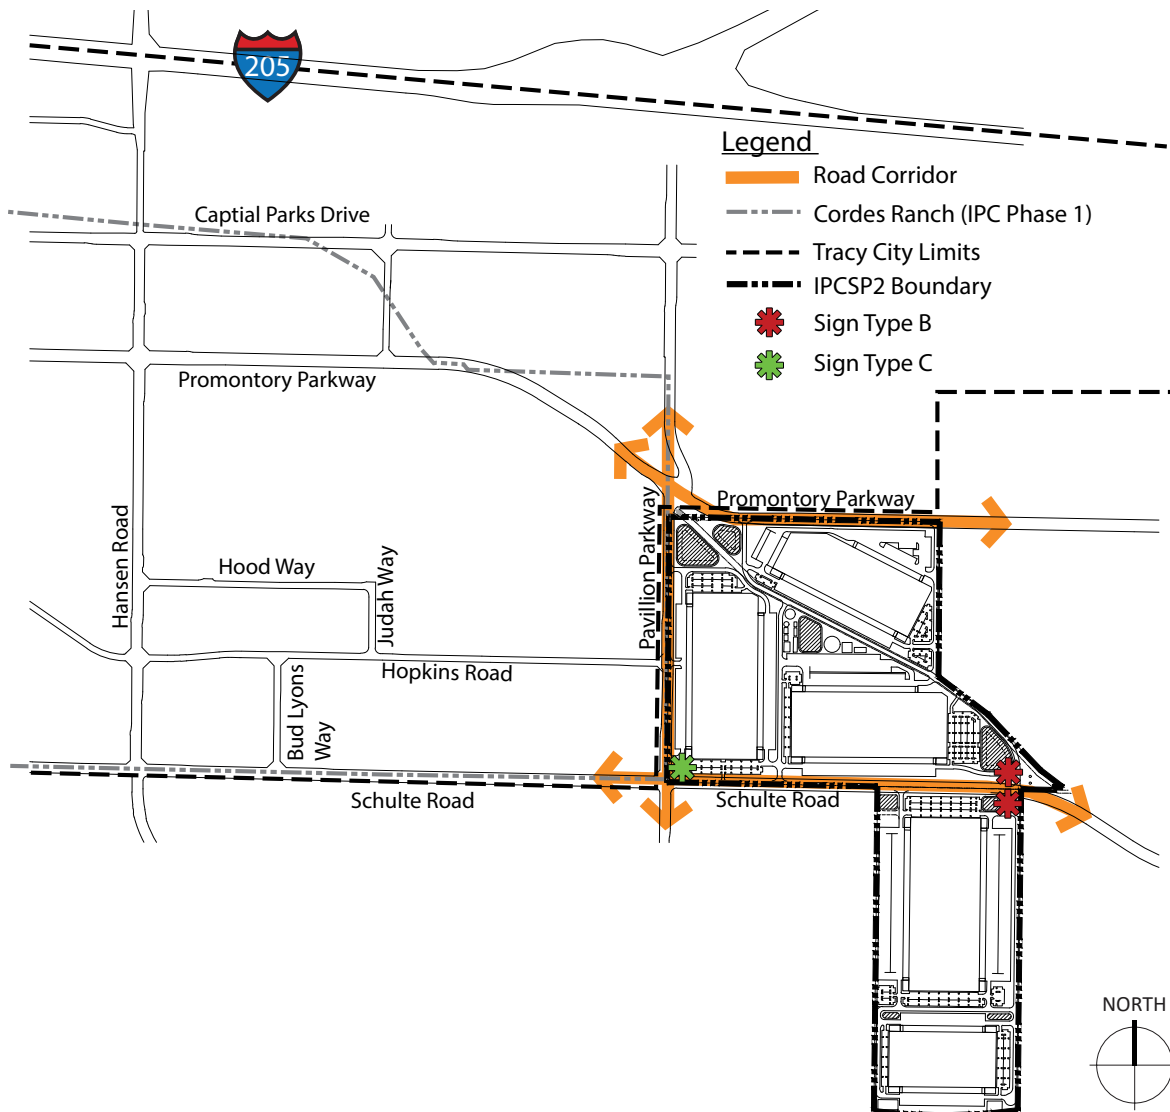 205
Legend
Road Corridor
Captial Parks Drive
Cordes Ranch (IPC Phase 1)
Tracy City Limits
IPCSP2 Boundary
Sign Type B
Sign Type C
Promontory Parkway
Promontory Parkway
Hansen Road
Hood Way
Judah Way
Pavillion Parkway
Hopkins Road
Bud Lyons
Way
Schulte Road
Schulte Road
NORTH